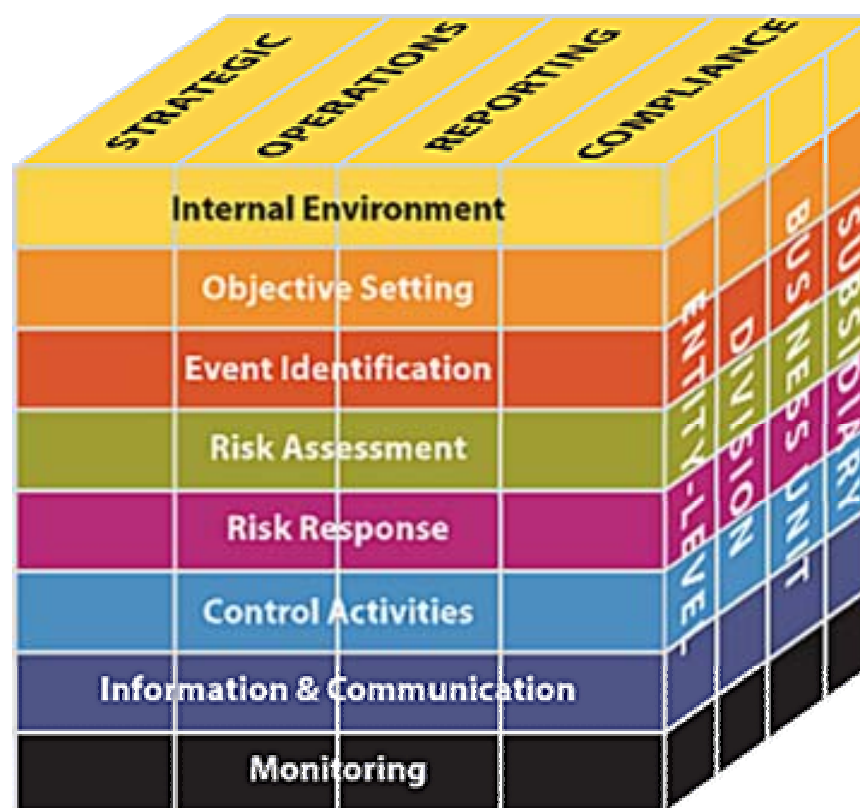 STRATEGIC
OPERATIONS
REPORTING
COMPLIANCE
Internal Environment
Objective Setting
Event Identification
Risk Assessment
Risk Response
Control Activities
Information & Communication
Monitoring
ENTITY-LEVEL
DIVISION
BUSINESS UNIT
SUBSIDIARY